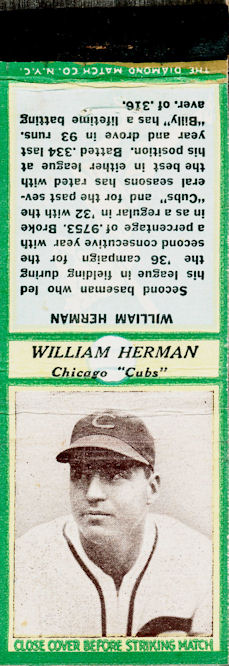 THE DIAMOND MATCH CO. N.Y.C.
WILLIAM HERMAN
Second baseman who led
his league in fielding during
the '36 campaign for the
second consecutive year with
a percentage of .9753. Broke
in as a regular in '32 with the
"Cubs" and for the past sev-
eral seasons has rated with
the best in either league at
his position. Batted .334 last
year and drove in 93 runs.
"Billy" has a lifetime batting
aver. of .316.
WILLIAM HERMAN
Chicago "Cubs"
C
CLOSE COVER BEFORE STRIKING MATCH